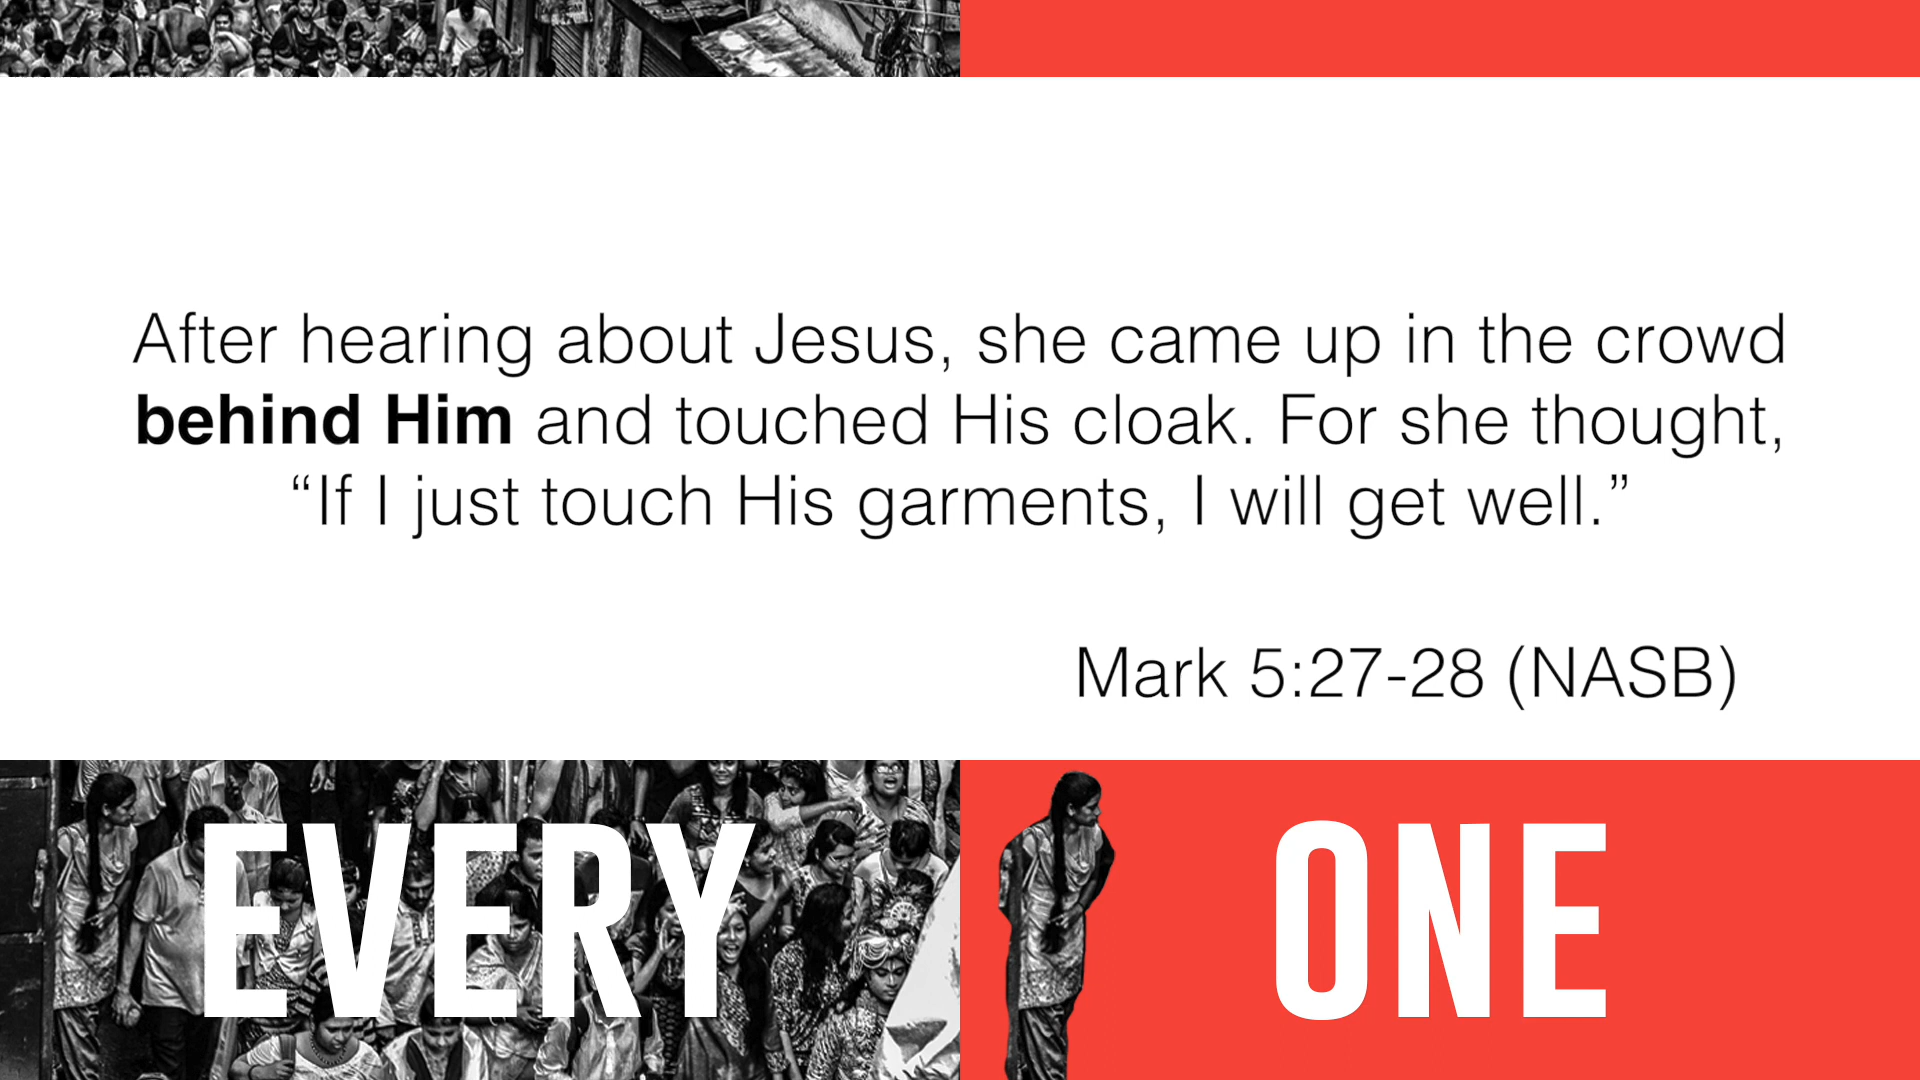 After hearing about Jesus, she came up in the crowd
behind Him and touched His cloak. For she thought,
“If I just touch His garments, I will get well.”
Mark 5:27-28 (NASB)
EVERY ONE